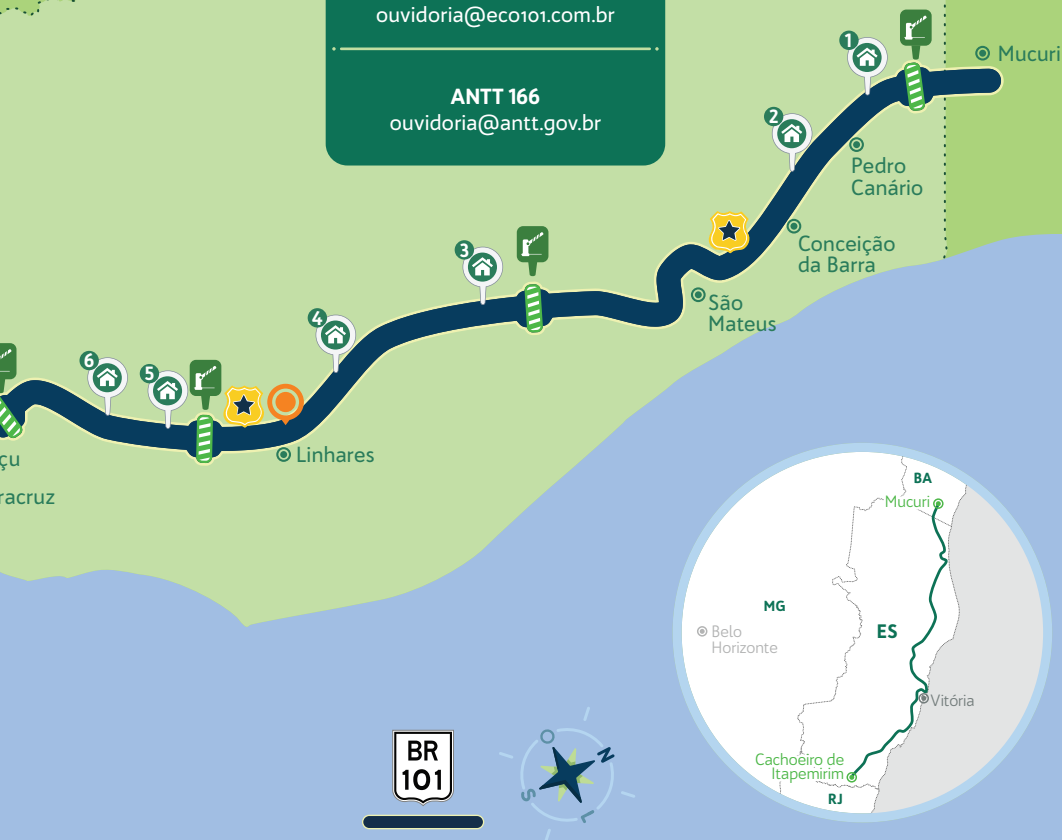 ouvidoria@eco101.com.br
ANTT 166
ouvidoria@antt.gov.br
1
Mucuri
2
Pedro
Canário
Conceição
da Barra
3
São
Mateus
4
6
5
Linhares
çu
racruz
BA
Mucuri
MG
ES
Belo
Horizonte
Vitória
Cachoeiro de
Itapemirim
RJ
BR
101
O
N
S
L